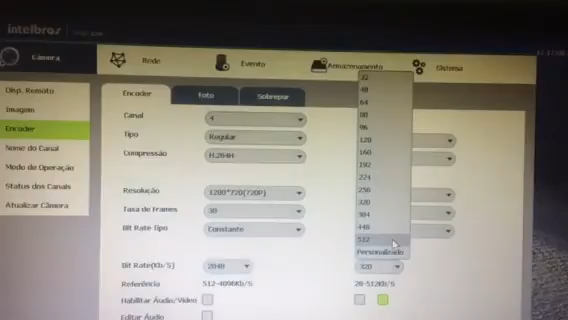 intelbras
Câmera
Rede
Evento
Armazenamento
Sistema
Disp. Remoto
Imagem
Encoder
Nome do Canal
Modo de Operação
Status dos Canais
Atualizar Câmera
Encoder
Foto
Sobrepor
Canal
4
Tipo
Regular
Compressão
H.264H
Resolução
1280*720(720P)
Taxa de Frames
30
Bit Rate Tipo
Constante
Bit Rate(Kb/S)
2048
320
Referência
512-4096Kb/S
20-512Kb/S
Habilitar Áudio/Vídeo
Editar Áudio
32
48
64
80
96
128
160
192
224
256
320
384
448
512
Personalizado